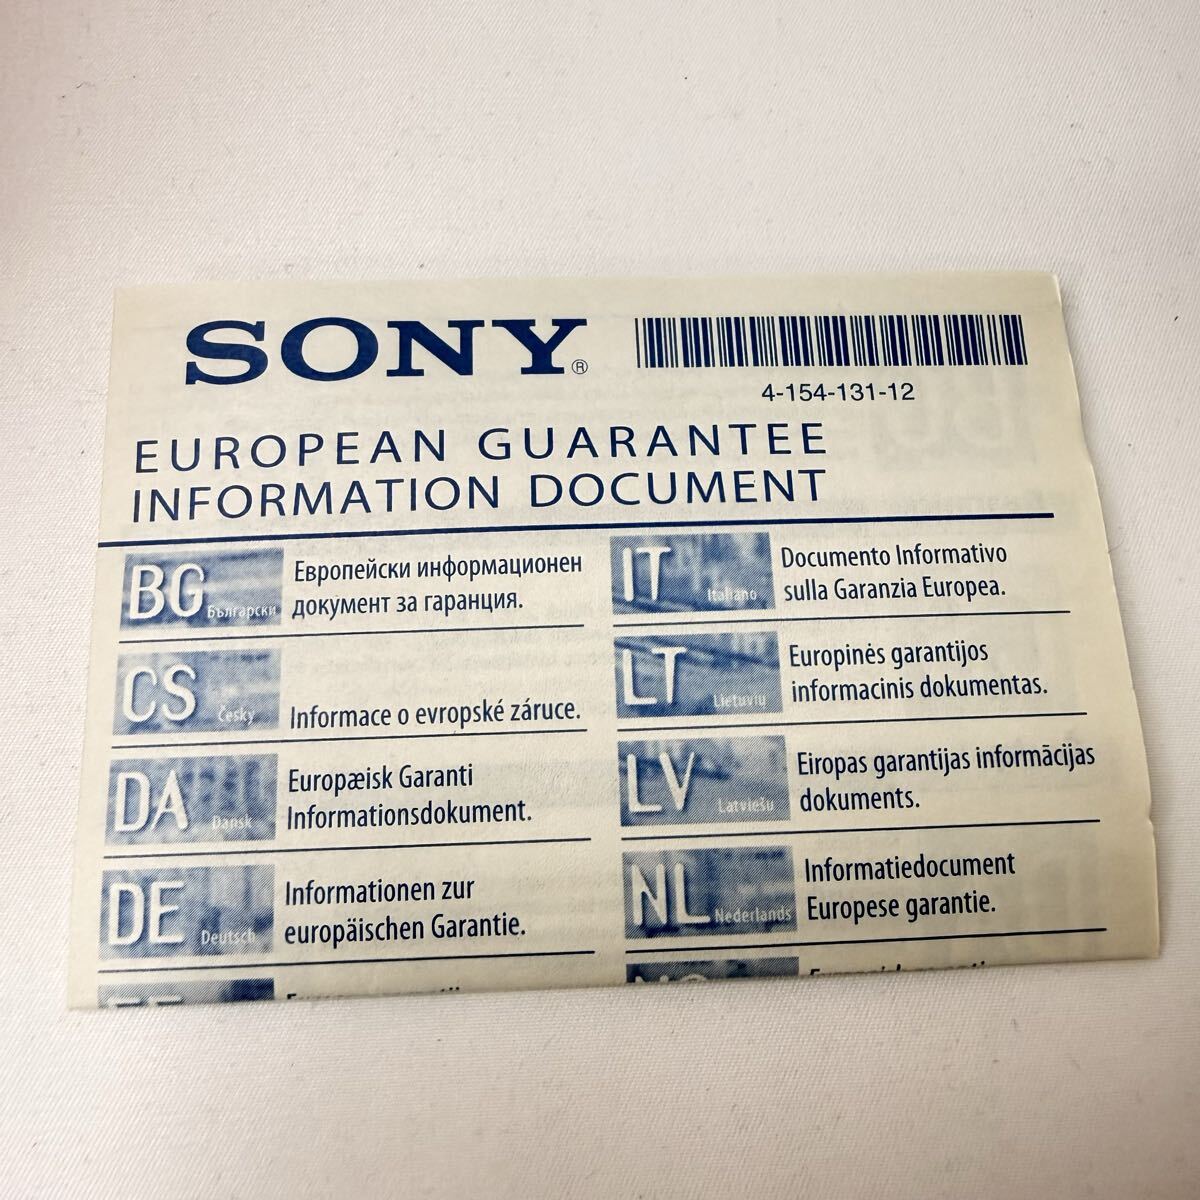 SONY®
4-154-131-12
EUROPEAN GUARANTEE
INFORMATION DOCUMENT
BG Български
Европейски информационен
документ за гаранция.
CS Česky
Informace o evropské záruce.
DA Dansk
Europæisk Garanti
Informationsdokument.
DE Deutsch
Informationen zur
europäischen Garantie.
IT Italiano
Documento Informativo
sulla Garanzia Europea.
LT Lietuvių
Europinės garantijos
informacinis dokumentas.
LV Latviešu
Eiropas garantijas informācijas
dokuments.
NL Nederlands
Informatiedocument
Europese garantie.